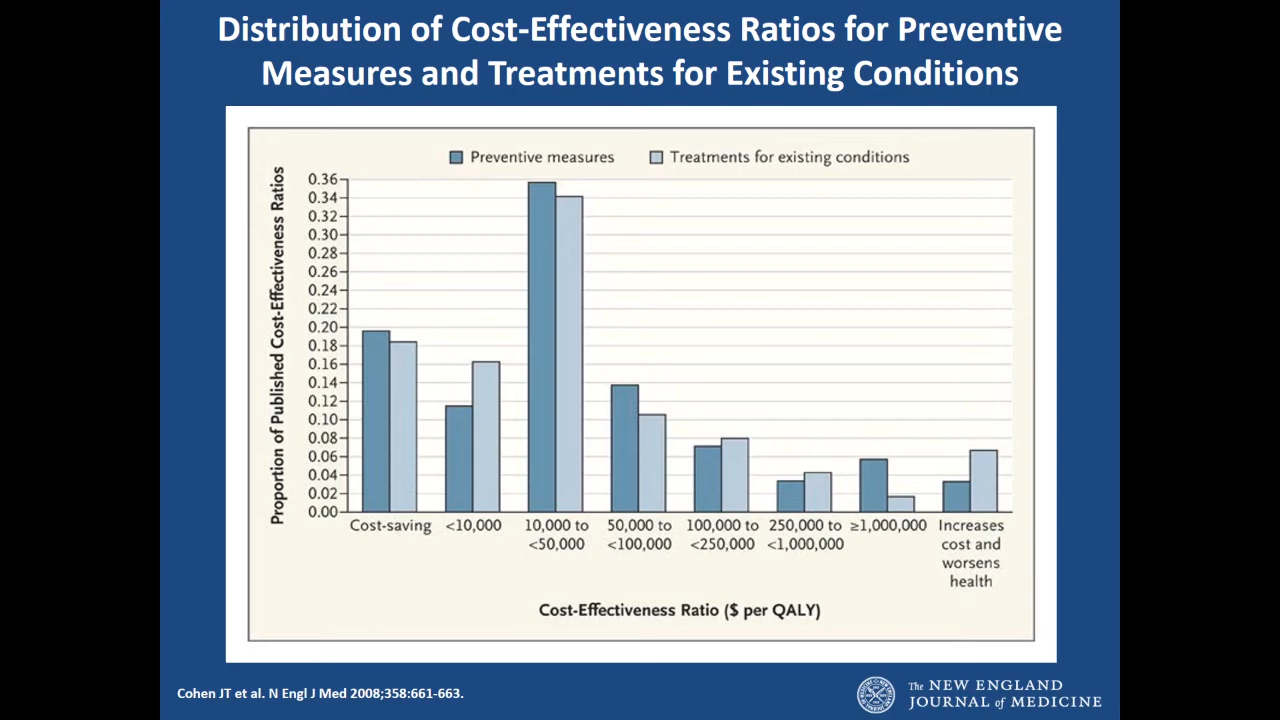 Distribution of Cost-Effectiveness Ratios for Preventive
Measures and Treatments for Existing Conditions
Preventive measures
Treatments for existing conditions
Proportion of Published Cost-Effectiveness Ratios
0.36
0.34
0.32
0.30
0.28
0.26
0.24
0.22
0.20
0.18
0.16
0.14
0.12
0.10
0.08
0.06
0.04
0.02
0.00
Cost-saving
<10,000
10,000 to
<50,000
50,000 to
<100,000
100,000 to
<250,000
250,000 to
<1,000,000
≥1,000,000
Increases
cost and
worsens
health
Cost-Effectiveness Ratio ($ per QALY)
Cohen JT et al. N Engl J Med 2008;358:661-663.
The NEW ENGLAND
JOURNAL of MEDICINE